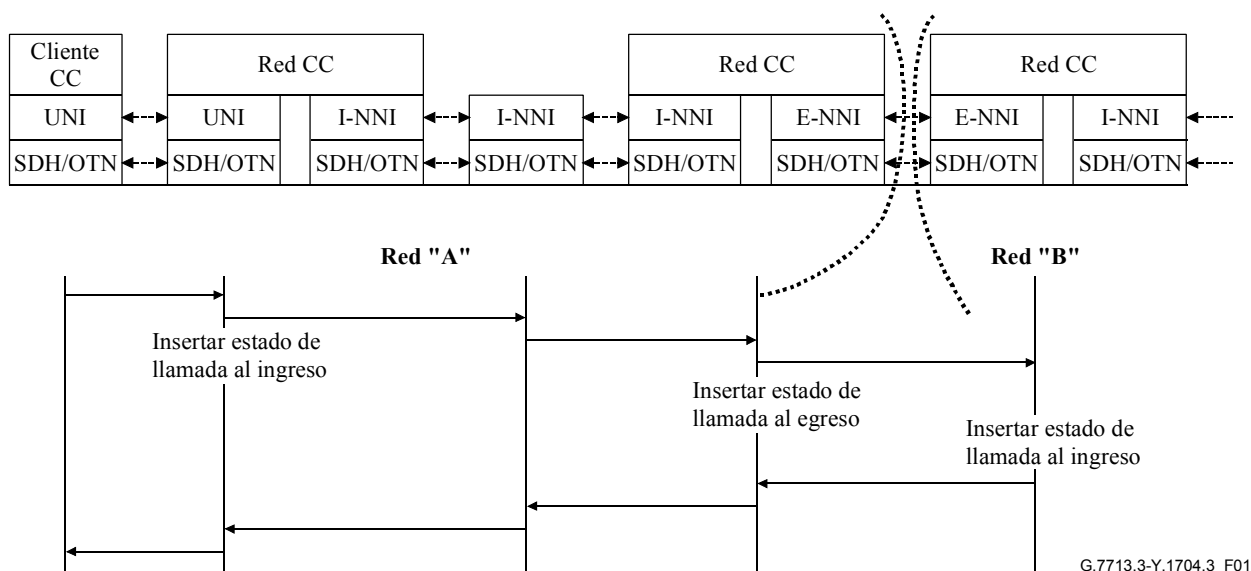 Cliente
CC
Red CC
Red CC
Red CC
UNI
UNI
I-NNI
I-NNI
I-NNI
E-NNI
E-NNI
I-NNI
SDH/OTN
SDH/OTN
SDH/OTN
SDH/OTN
SDH/OTN
SDH/OTN
SDH/OTN
SDH/OTN
Red "A"
Red "B"
Insertar estado de
llamada al ingreso
Insertar estado de
llamada al egreso
Insertar estado de
llamada al ingreso
G.7713.3-Y.1704.3_F01